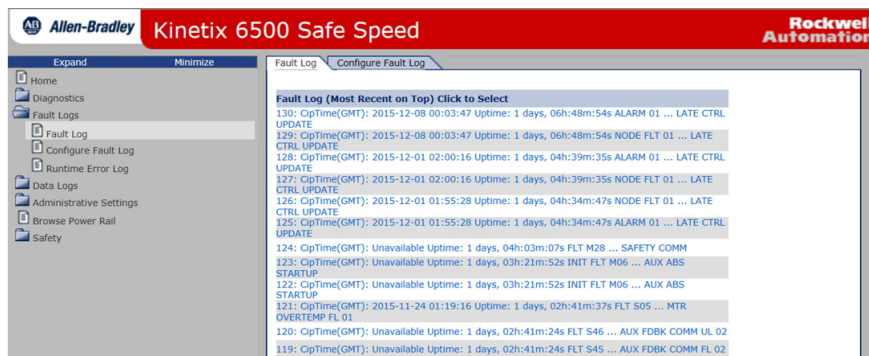 AB Allen-Bradley
Kinetix 6500 Safe Speed
Rockwell
Automation
Expand Minimize
Home
Diagnostics
Fault Logs
Fault Log
Configure Fault Log
Runtime Error Log
Data Logs
Administrative Settings
Browse Power Rail
Safety
Fault Log Configure Fault Log
Fault Log (Most Recent on Top) Click to Select
130: CipTime(GMT): 2015-12-08 00:03:47 Uptime: 1 days, 06h:48m:54s ALARM 01 ... LATE CTRL
UPDATE
129: CipTime(GMT): 2015-12-08 00:03:47 Uptime: 1 days, 06h:48m:54s NODE FLT 01 ... LATE
CTRL UPDATE
128: CipTime(GMT): 2015-12-01 02:00:16 Uptime: 1 days, 04h:39m:35s ALARM 01 ... LATE CTRL
UPDATE
127: CipTime(GMT): 2015-12-01 02:00:16 Uptime: 1 days, 04h:39m:35s NODE FLT 01 ... LATE
CTRL UPDATE
126: CipTime(GMT): 2015-12-01 01:55:28 Uptime: 1 days, 04h:34m:47s NODE FLT 01 ... LATE
CTRL UPDATE
125: CipTime(GMT): 2015-12-01 01:55:28 Uptime: 1 days, 04h:34m:47s ALARM 01 ... LATE CTRL
UPDATE
124: CipTime(GMT): Unavailable Uptime: 1 days, 04h:03m:07s FLT M28 ... SAFETY COMM
123: CipTime(GMT): Unavailable Uptime: 1 days, 03h:21m:52s INIT FLT M06 ... AUX ABS
STARTUP
122: CipTime(GMT): Unavailable Uptime: 1 days, 03h:21m:52s INIT FLT M06 ... AUX ABS
STARTUP
121: CipTime(GMT): 2015-11-24 01:19:16 Uptime: 1 days, 02h:41m:37s FLT S05 ... MTR
OVERTEMP FL 01
120: CipTime(GMT): Unavailable Uptime: 1 days, 02h:41m:24s FLT S46 ... AUX FDBK COMM UL 02
119: CipTime(GMT): Unavailable Uptime: 1 days, 02h:41m:24s FLT S45 ... AUX FDBK COMM FL 02